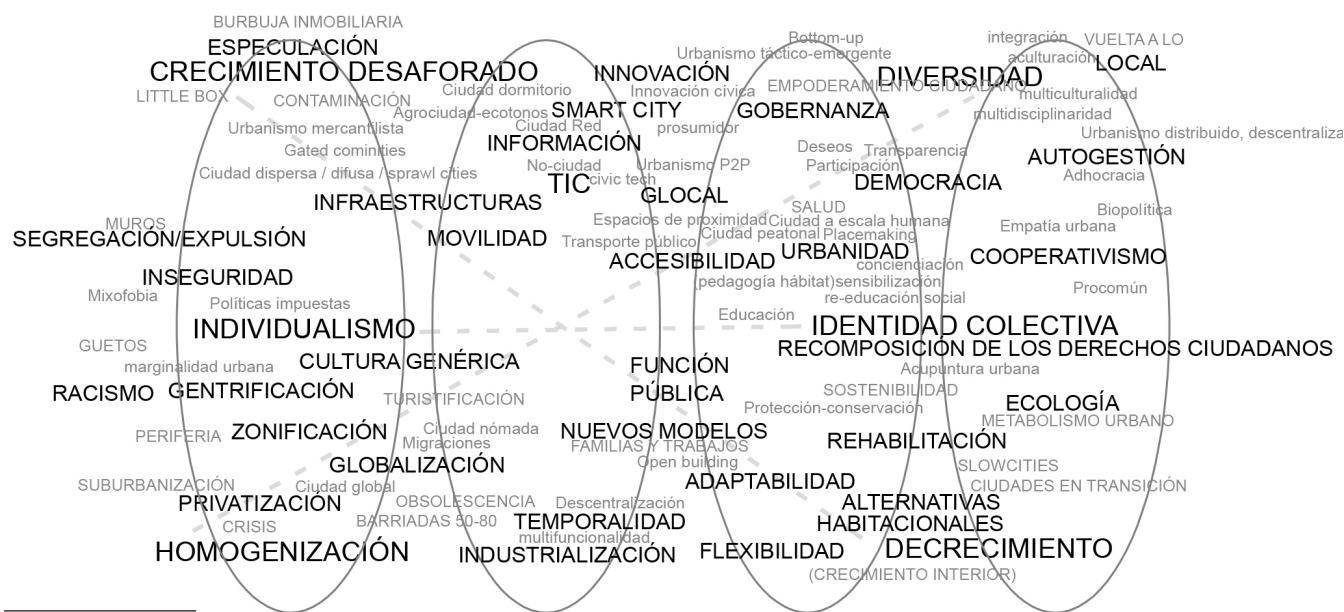 BURBUJA INMOBILIARIA
ESPECULACIÓN
CRECIMIENTO DESAFORADO
LITTLE BOX
CONTAMINACIÓN
Urbanismo mercantilista
Gated cominities
Ciudad dispersa / difusa / sprawl cities
INFRAESTRUCTURAS
MUROS
SEGREGACIÓN/EXPULSIÓN
INSEGURIDAD
Mixofobia
Políticas impuestas
INDIVIDUALISMO
GUETOS
CULTURA GENÉRICA
marginalidad urbana
RACISMO
GENTRIFICACIÓN
TURISTIFICACIÓN
PERIFERIA
ZONIFICACIÓN
GLOBALIZACIÓN
SUBURBANIZACIÓN
Ciudad global
PRIVATIZACIÓN
CRISIS
HOMOGENIZACIÓN
INNOVACIÓN
Ciudad dormitorio
Innovación cívica
Agrociudad-ecotonos
SMART CITY
Ciudad Red
prosumidor
INFORMACIÓN
No-ciudad
Urbanismo P2P
TIC
civic tech
GLOCAL
Espacios de proximidad
MOVILIDAD
Transporte público
ACCESIBILIDAD
FUNCIÓN
PÚBLICA
Ciudad nómada
Migraciones
NUEVOS MODELOS
FAMILIAS Y TRABAJOS
Open building
OBSOLESCENCIA
Descentralización
BARRIADAS 50-80
TEMPORALIDAD
multifuncionalidad
INDUSTRIALIZACIÓN
Bottom-up
Urbanismo táctico-emergente
EMPODERAMIENTO CIUDADANO
GOBERNANZA
Deseos
Transparencia
Participación
DEMOCRACIA
SALUD
Ciudad a escala humana
Ciudad peatonal
Placemaking
URBANIDAD
concienciación
(pedagogía hábitat)sensibilización
re-educación social
Educación
IDENTIDAD COLECTIVA
RECOMPOSICIÓN DE LOS DERECHOS CIUDADANOS
Acupuntura urbana
SOSTENIBILIDAD
Protección-conservación
REHABILITACIÓN
ADAPTABILIDAD
ALTERNATIVAS
HABITACIONALES
FLEXIBILIDAD
DECRECIMIENTO
(CRECIMIENTO INTERIOR)
integración
VUELTA A LO
aculturación
LOCAL
DIVERSIDAD
multiculturalidad
multidisciplinaridad
Urbanismo distribuido, descentraliza
AUTOGESTIÓN
Adhocracia
Biopolítica
Empatía urbana
COOPERATIVISMO
Procomún
ECOLOGÍA
METABOLISMO URBANO
SLOWCITIES
CIUDADES EN TRANSICIÓN